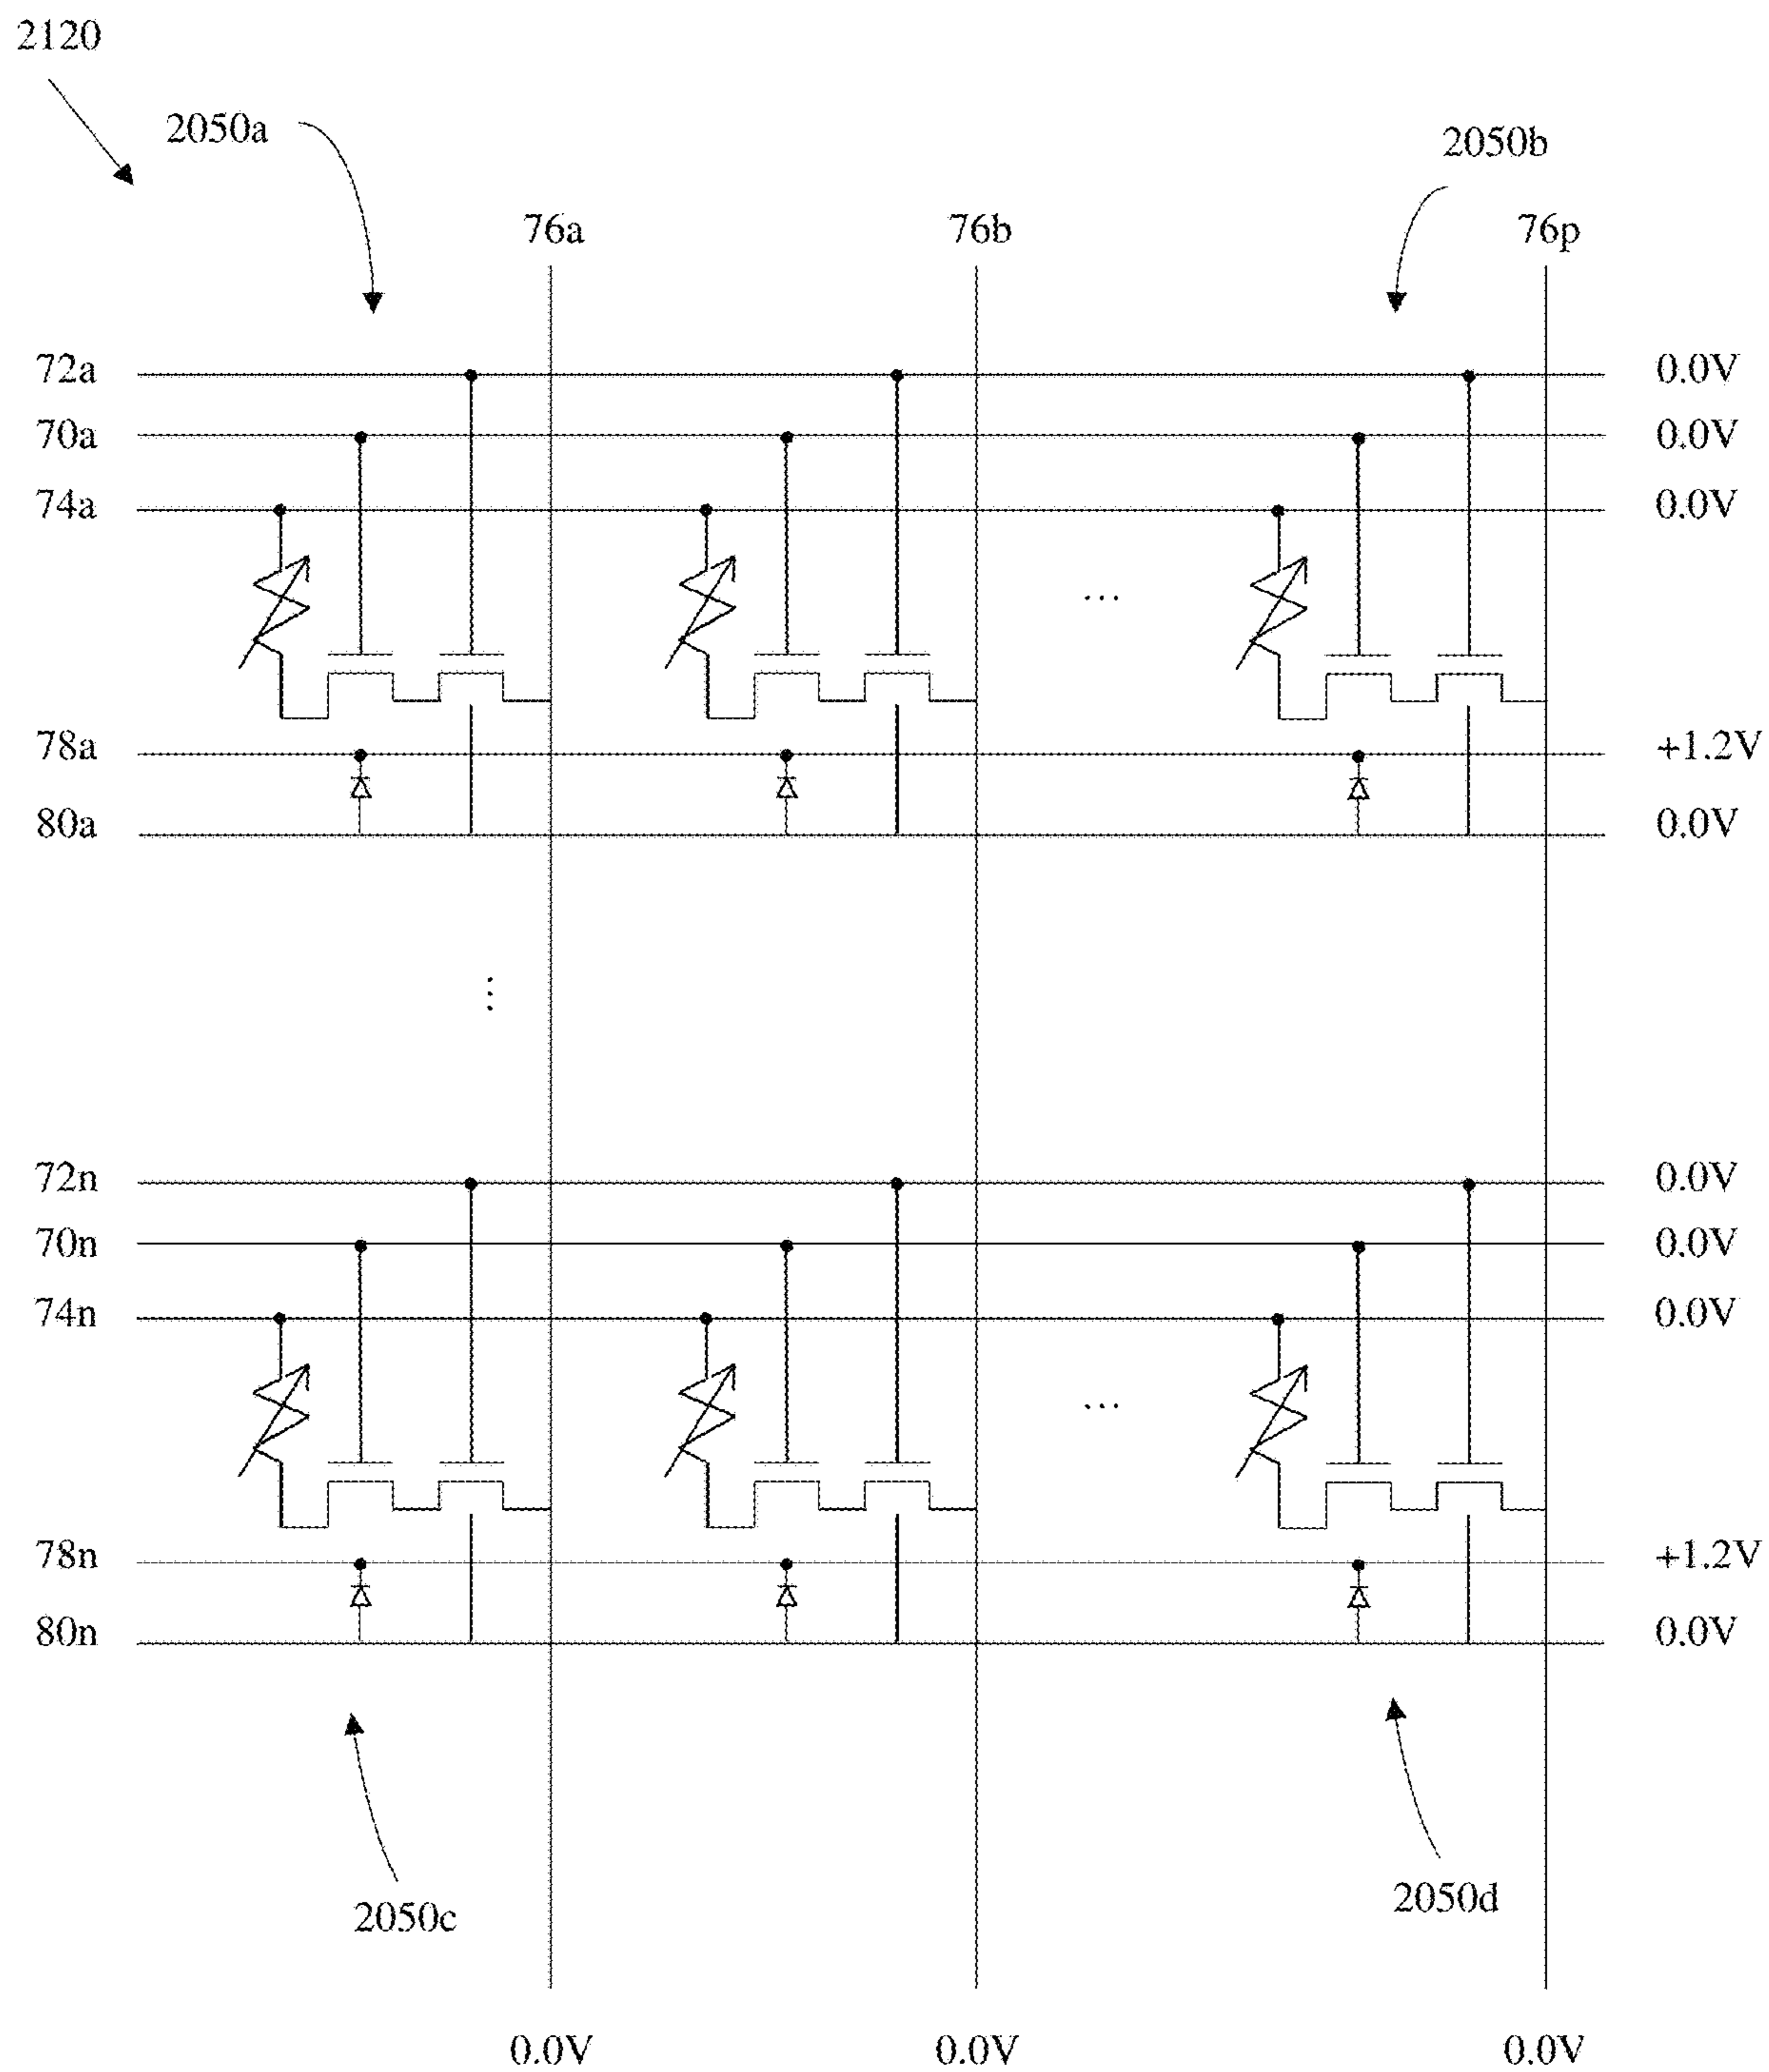 2120
2050a
2050b
76a 76b 76p
72a 0.0V
70a 0.0V
74a 0.0V
...
78a +1.2V
80a 0.0V
...
72n 0.0V
70n 0.0V
74n 0.0V
...
78n +1.2V
80n 0.0V
2050c
2050d
0.0V 0.0V 0.0V